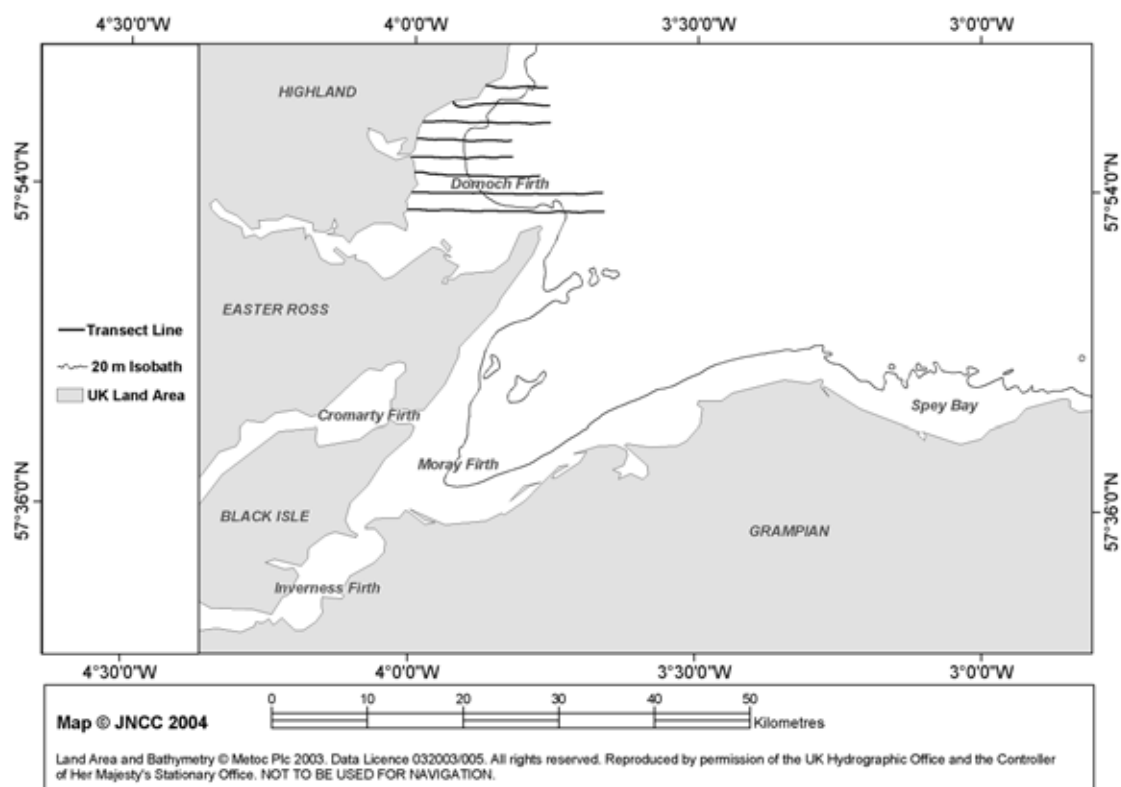 4°30'0"W 4°0'0"W 3°30'0"W 3°0'0"W
HIGHLAND
57°54'0"N
57°54'0"N
Dornoch Firth
EASTER ROSS
Transect Line
20 m Isobath
UK Land Area
Cromarty Firth
Spey Bay
Moray Firth
57°36'0"N
57°36'0"N
BLACK ISLE
GRAMPIAN
Inverness Firth
4°30'0"W 4°0'0"W 3°30'0"W 3°0'0"W
0 10 20 30 40 50
Kilometres
Map © JNCC 2004
Land Area and Bathymetry © Metoc Plc 2003. Data Licence 032003/005. All rights reserved. Reproduced by permission of the UK Hydrographic Office and the Controller
of Her Majesty's Stationary Office. NOT TO BE USED FOR NAVIGATION.